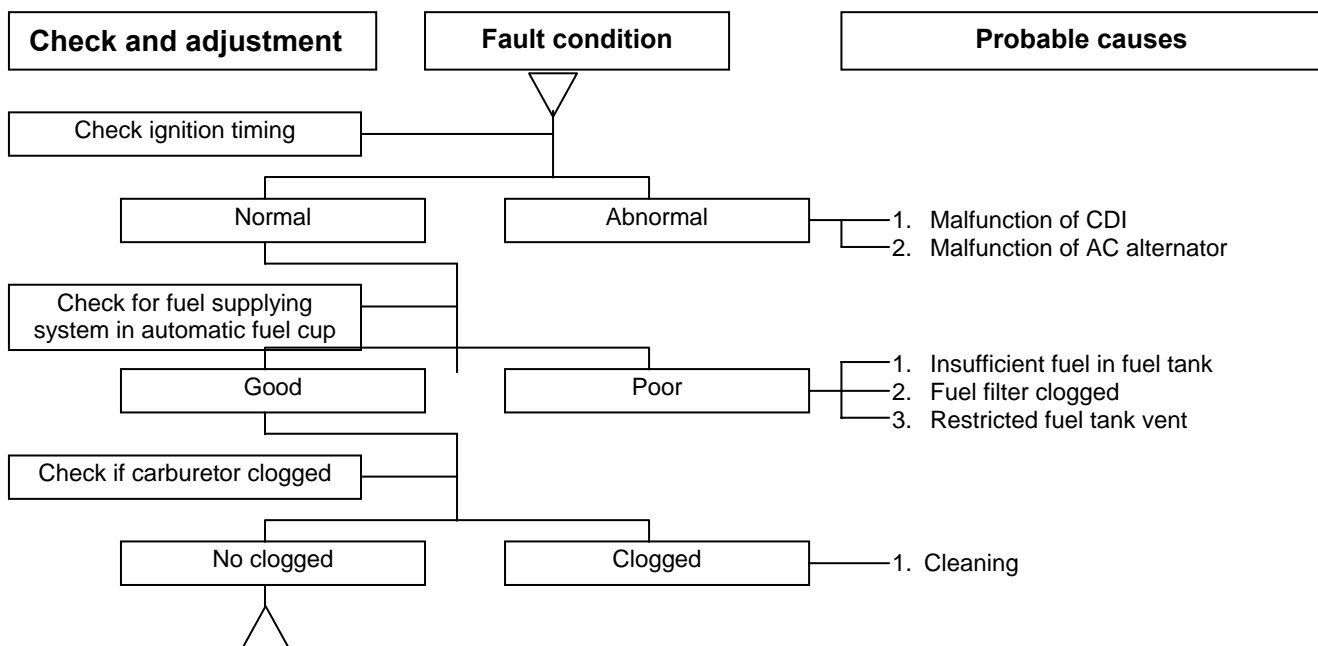 Check and adjustment
Fault condition
Probable causes
Check ignition timing
Normal
Abnormal
1. Malfunction of CDI
2. Malfunction of AC alternator
Check for fuel supplying
system in automatic fuel cup
Good
Poor
1. Insufficient fuel in fuel tank
2. Fuel filter clogged
3. Restricted fuel tank vent
Check if carburetor clogged
No clogged
Clogged
1. Cleaning